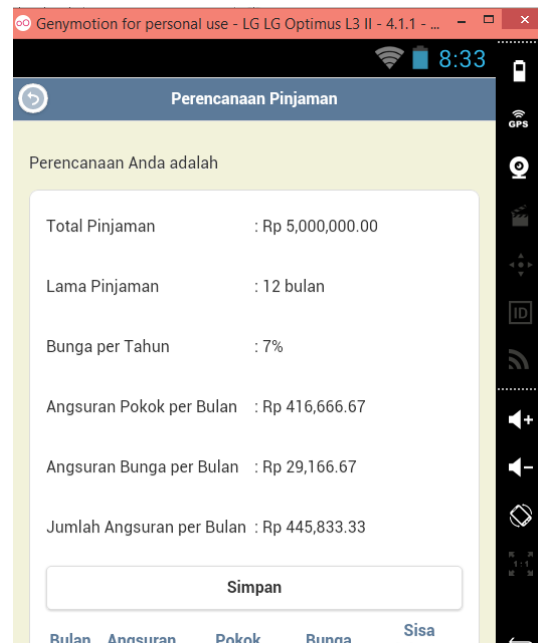 Genymotion for personal use - LG LG Optimus L3 II - 4.1.1 - ...
8:33
Perencanaan Pinjaman
GPS
Perencanaan Anda adalah
Total Pinjaman : Rp 5,000,000.00
Lama Pinjaman : 12 bulan
ID
Bunga per Tahun : 7%
Angsuran Pokok per Bulan : Rp 416,666.67
Angsuran Bunga per Bulan : Rp 29,166.67
Jumlah Angsuran per Bulan : Rp 445,833.33
1:1
Simpan
Bulan Angsuran Pokok Bunga Sisa